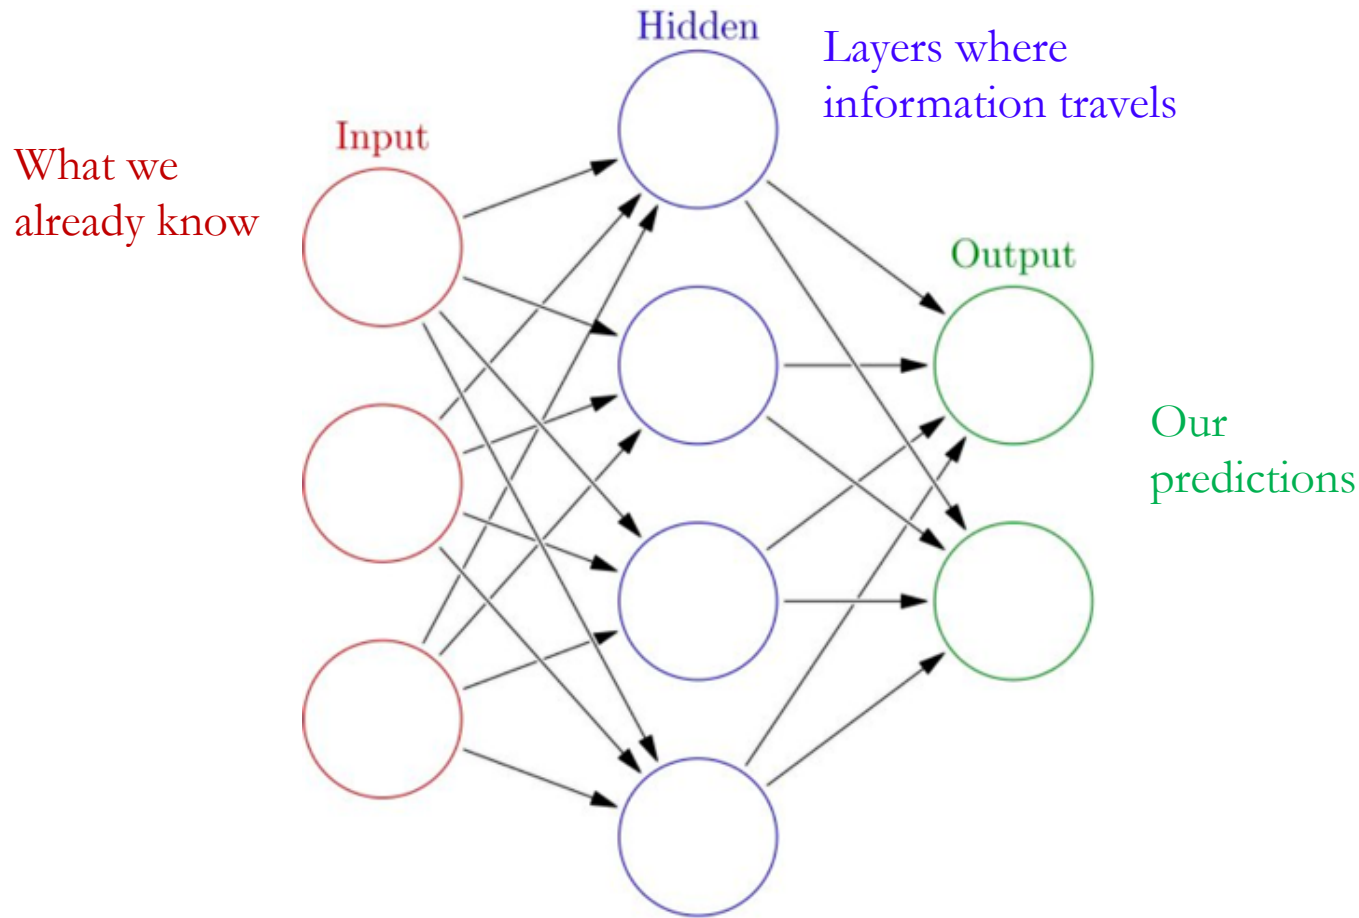 Hidden
Layers where
information travels
Input
What we
already know
Output
Our
predictions